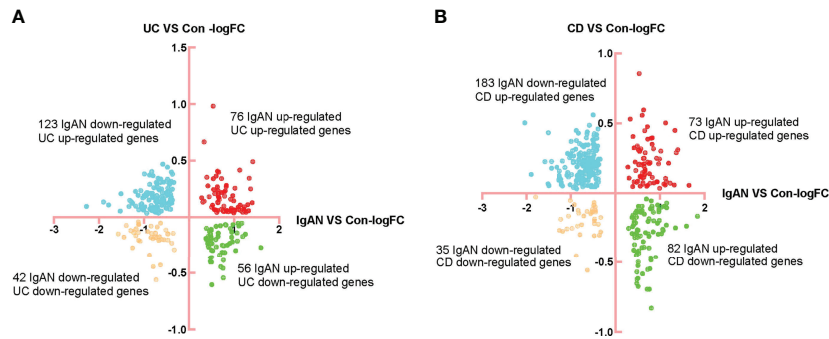 A
UC VS Con -logFC
1.5
1.0
0.5
-0.5
-1.0
-3
-2
-1
1
2
IgAN VS Con-logFC
123 IgAN down-regulated
UC up-regulated genes
76 IgAN up-regulated
UC up-regulated genes
42 IgAN down-regulated
UC down-regulated genes
56 IgAN up-regulated
UC down-regulated genes
B
CD VS Con-logFC
1.0
0.5
-0.5
-1.0
-3
-2
-1
1
2
IgAN VS Con-logFC
183 IgAN down-regulated
CD up-regulated genes
73 IgAN up-regulated
CD up-regulated genes
35 IgAN down-regulated
CD down-regulated genes
82 IgAN up-regulated
CD down-regulated genes